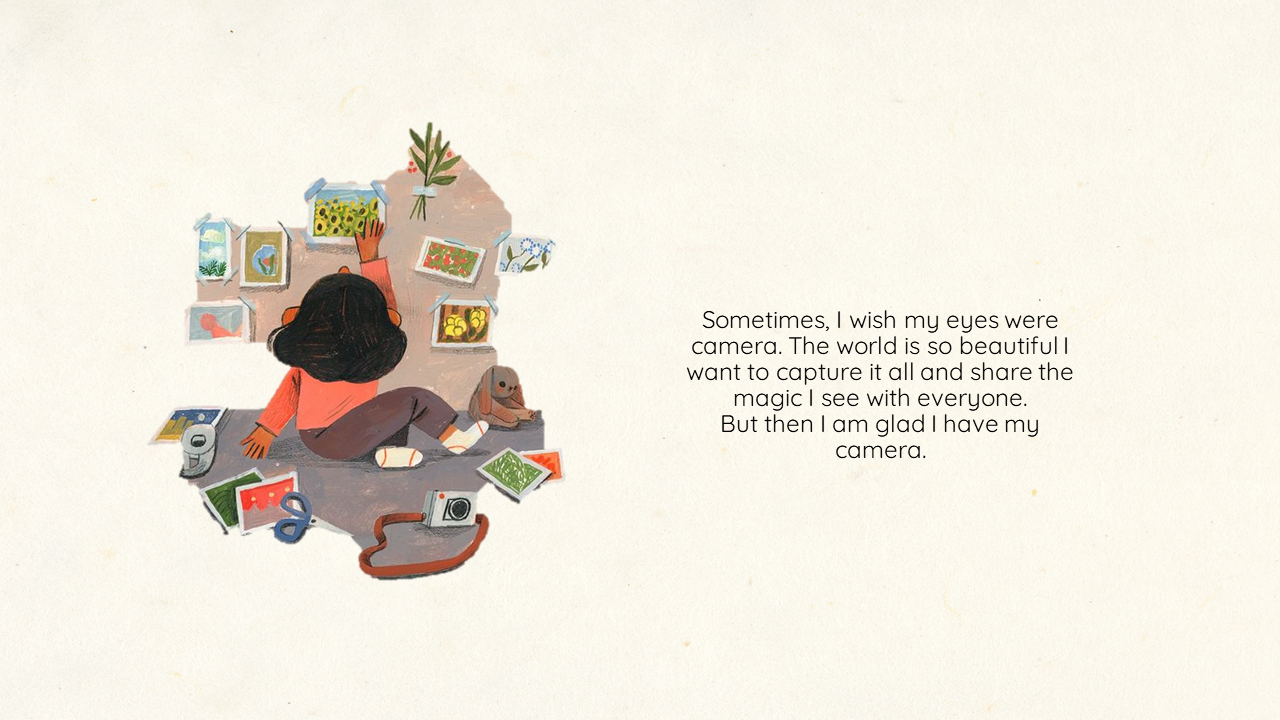 Sometimes, I wish my eyes were
camera. The world is so beautiful I
want to capture it all and share the
magic I see with everyone.
But then I am glad I have my
camera.